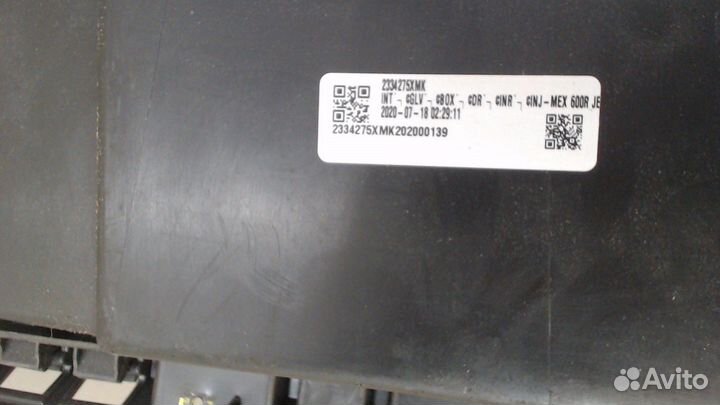 2334275XMK
INT¨┐ ¢GLV¨┐ ¢BOX¨┐ ¢DR¨┐ ¢INR¨┐ ¢INJ-MEX 600R JE
2020-07-18 02:29:11
2334275XMK202000139
Avito